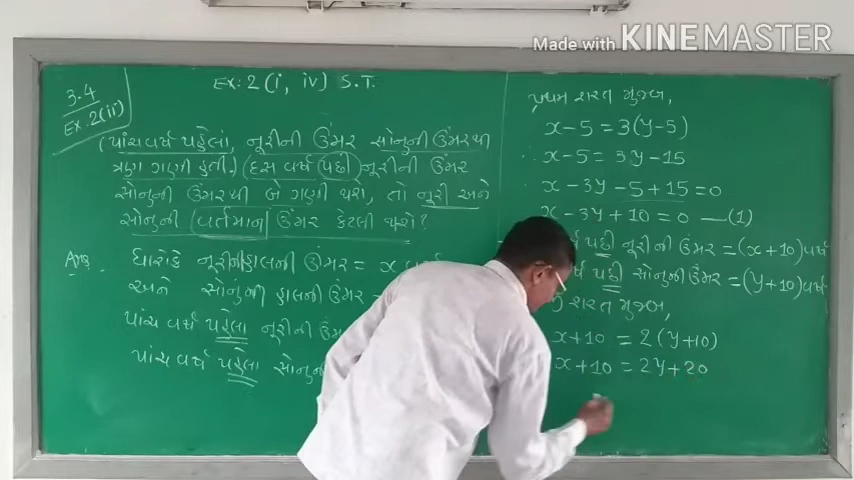 Made with KINEMASTER
3.4
Ex.2(ii)
Ex: 2 (i, iv) S.T.
(પાંચ વર્ષ પહેલાં, નૂરીની ઉંમર સોનુની ઉંમરથી
ત્રણ ગણી હતી.) (દસ વર્ષ પછી) નૂરીની ઉંમર
સોનુની ઉંમરથી બે ગણી થશે, તો નૂરી અને
સોનુની વર્તમાન ઉંમર કેટલી થશે?
Ans. ધારોકે નૂરીની હાલની ઉંમર = x વર્ષ
અને સોનુની હાલની ઉંમર
પાંચ વર્ષ પહેલા નૂરીની
પાંચ વર્ષ પહેલા
પ્રથમ શરત મુજબ,
x - 5 = 3(y - 5)
∴ x - 5 = 3y - 15
x - 3y - 5 + 15 = 0
x - 3y + 10 = 0 — (1)
પછી નૂરીની ઉંમર = (x + 10) વર્ષ
પછી સોનુની ઉંમર = (y + 10) વર્ષ
શરત મુજબ,
x + 10 = 2(y + 10)
x + 10 = 2y + 20